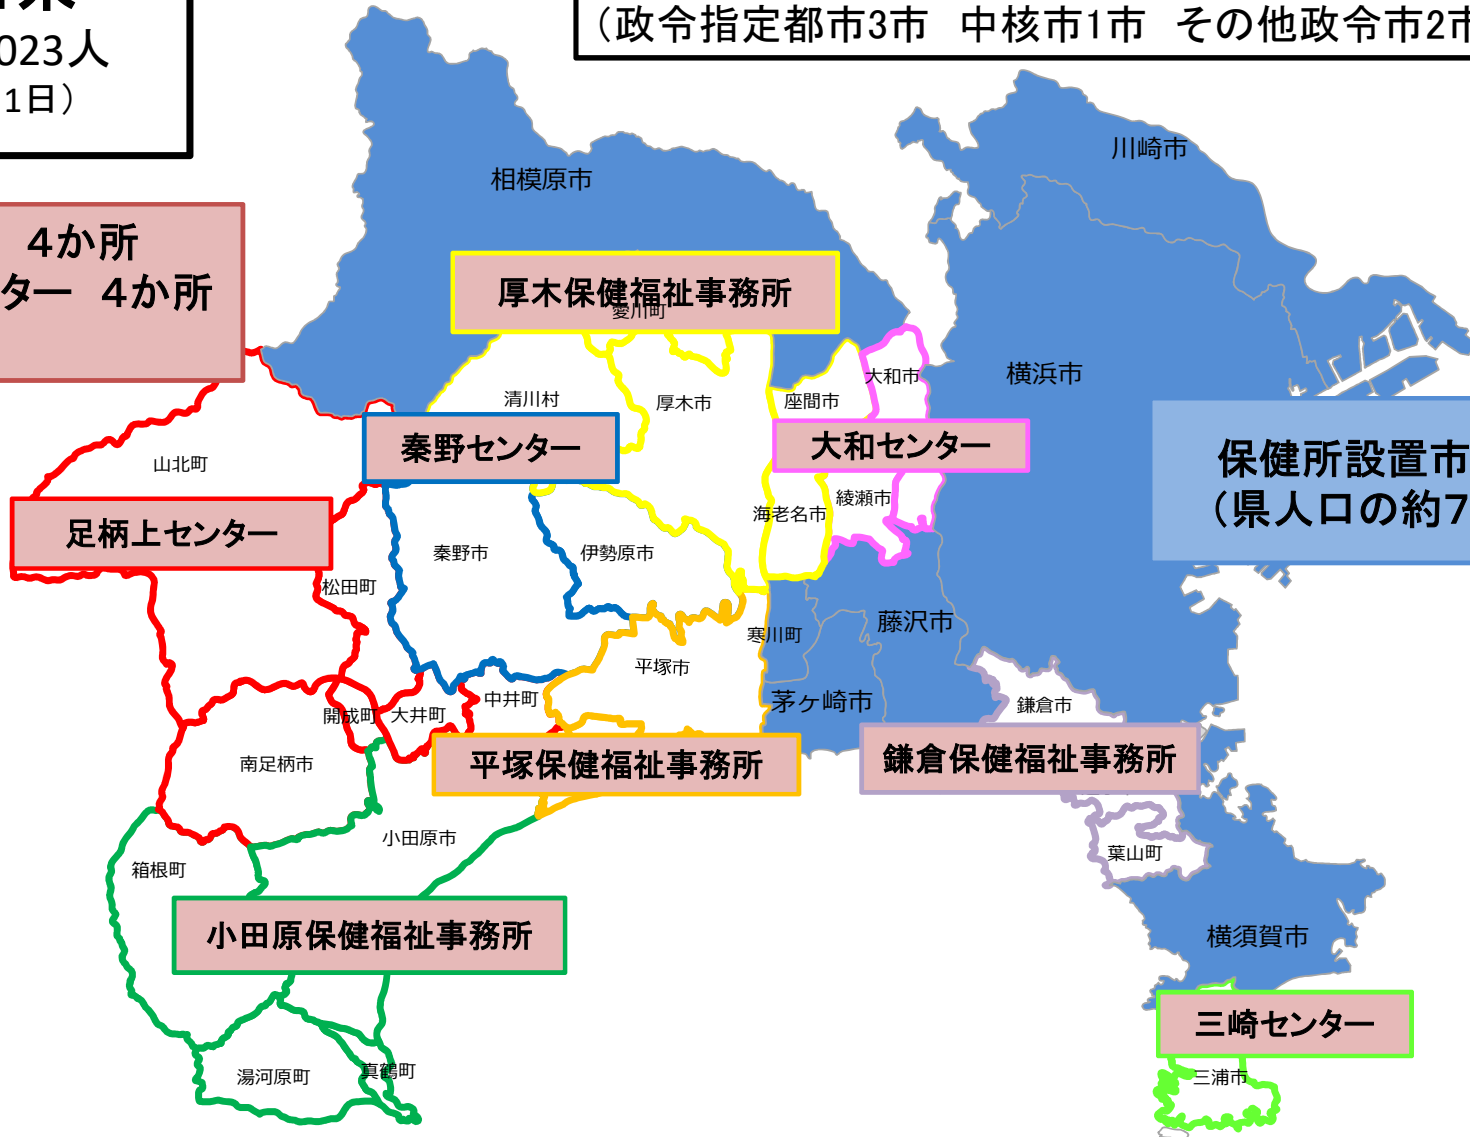 023人
1日）
（政令指定都市3市　中核市1市　その他政令市2市
川崎市
相模原市
4か所
ター　4か所
厚木保健福祉事務所
愛川町
横浜市
大和市
清川村
厚木市
座間市
秦野センター
大和センター
保健所設置市
（県人口の約7
山北町
綾瀬市
海老名市
足柄上センター
秦野市
伊勢原市
松田町
藤沢市
寒川町
平塚市
茅ヶ崎市
中井町
開成町
大井町
鎌倉市
南足柄市
平塚保健福祉事務所
鎌倉保健福祉事務所
小田原市
葉山町
箱根町
小田原保健福祉事務所
横須賀市
三崎センター
湯河原町
真鶴町
三浦市